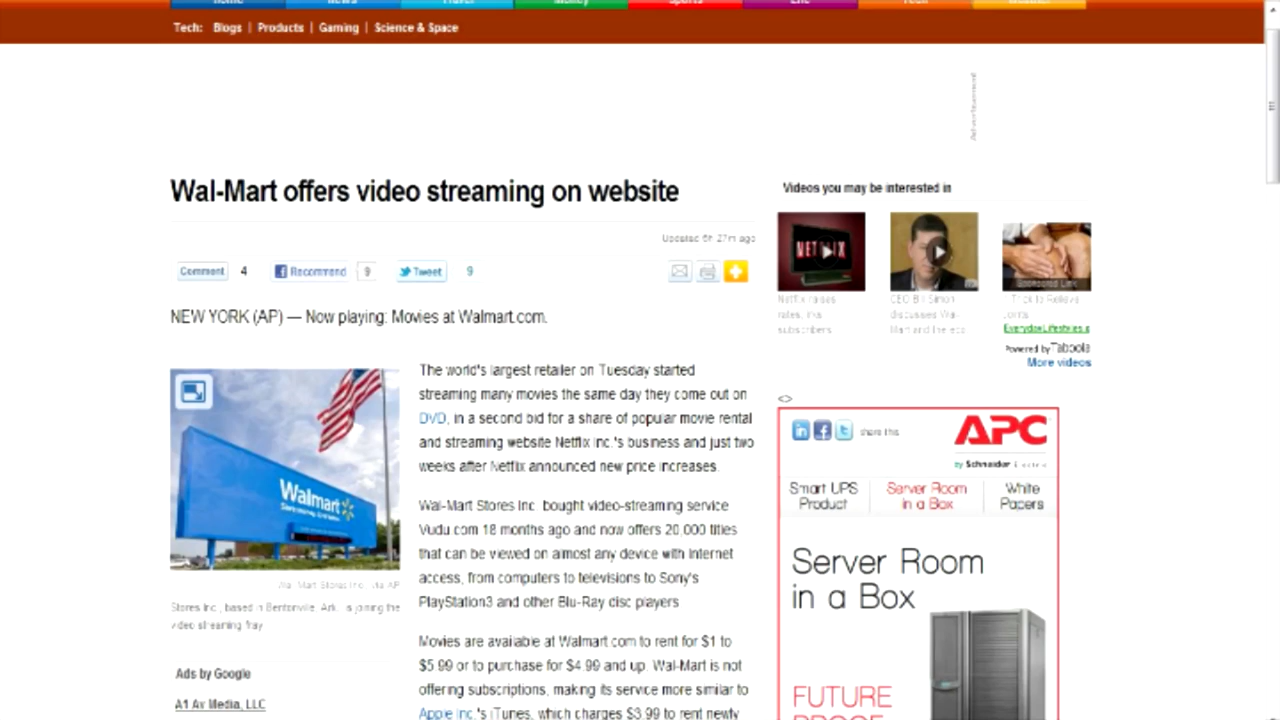 Tech: Blogs | Products | Gaming | Science & Space
Advertisement
Wal-Mart offers video streaming on website
Updated 6h 27m ago
Comment 4 Recommend 9 Tweet 9
NEW YORK (AP) — Now playing: Movies at Walmart.com.
Walmart
Wal-Mart Stores Inc. via AP
Stores Inc., based in Bentonville, Ark., is joining the
video streaming fray
Ads by Google
A1 Av Media, LLC
The world's largest retailer on Tuesday started
streaming many movies the same day they come out on
DVD, in a second bid for a share of popular movie rental
and streaming website Netflix Inc.'s business and just two
weeks after Netflix announced new price increases.
Wal-Mart Stores Inc. bought video-streaming service
Vudu.com 18 months ago and now offers 20,000 titles
that can be viewed on almost any device with Internet
access, from computers to televisions to Sony's
PlayStation3 and other Blu-Ray disc players
Movies are available at Walmart.com to rent for $1 to
$5.99 or to purchase for $4.99 and up. Wal-Mart is not
offering subscriptions, making its service more similar to
Apple Inc.'s iTunes, which charges $3.99 to rent newly
Videos you may be interested in
NETFLIX
Netflix raises
rates, irks
subscribers
CEO Bill Simon
discusses Wal-
Mart and the eco
Sponsored Link
Trick to Relieve
Joints
EverydayLifestyles.c
Powered by Taboola
More videos
<>
share this
APC
by Schneider Electric
Smart UPS
Product
Server Room
in a Box
White
Papers
Server Room
in a Box
FUTURE